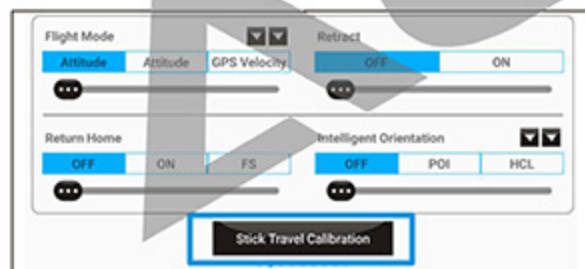 Flight Mode
Retract
Attitude Attitude GPS Velocity
OFF ON
Return Home
Intelligent Orientation
OFF ON FS
OFF POI HCL
Stick Travel Calibration